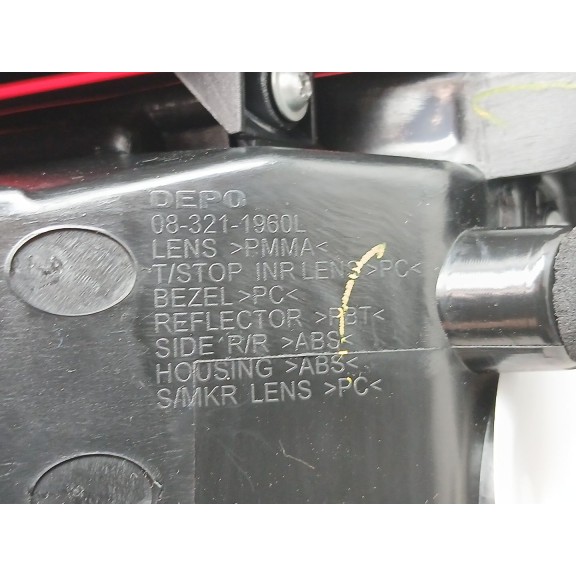 DEPO
08-321-1960L
LENS >PMMA<
T/STOP INR LENS >PC<
BEZEL >PC<
REFLECTOR >PBT<
SIDE R/R >ABS<
HOUSING >ABS<
S/MKR LENS >PC<